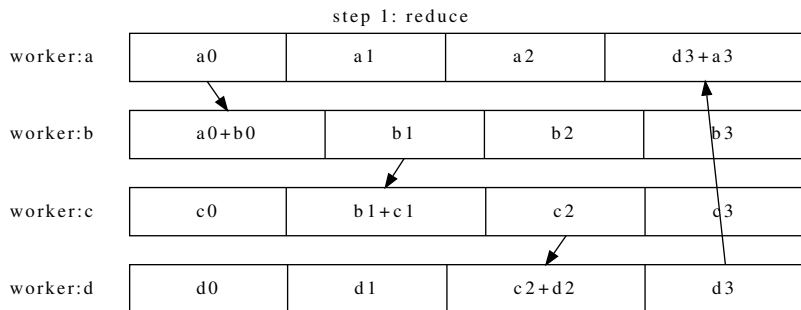 step 1: reduce
worker:a a0 a1 a2 d3+a3
worker:b a0+b0 b1 b2 b3
worker:c c0 b1+c1 c2 c3
worker:d d0 d1 c2+d2 d3